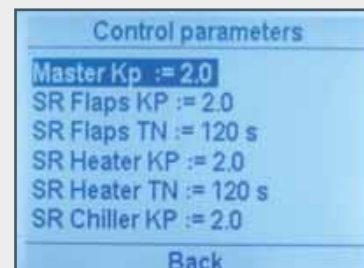 Control parameters
Master Kp := 2.0
SR Flaps KP := 2.0
SR Flaps TN := 120 s
SR Heater KP := 2.0
SR Heater TN := 120 s
SR Chiller KP := 2.0
Back